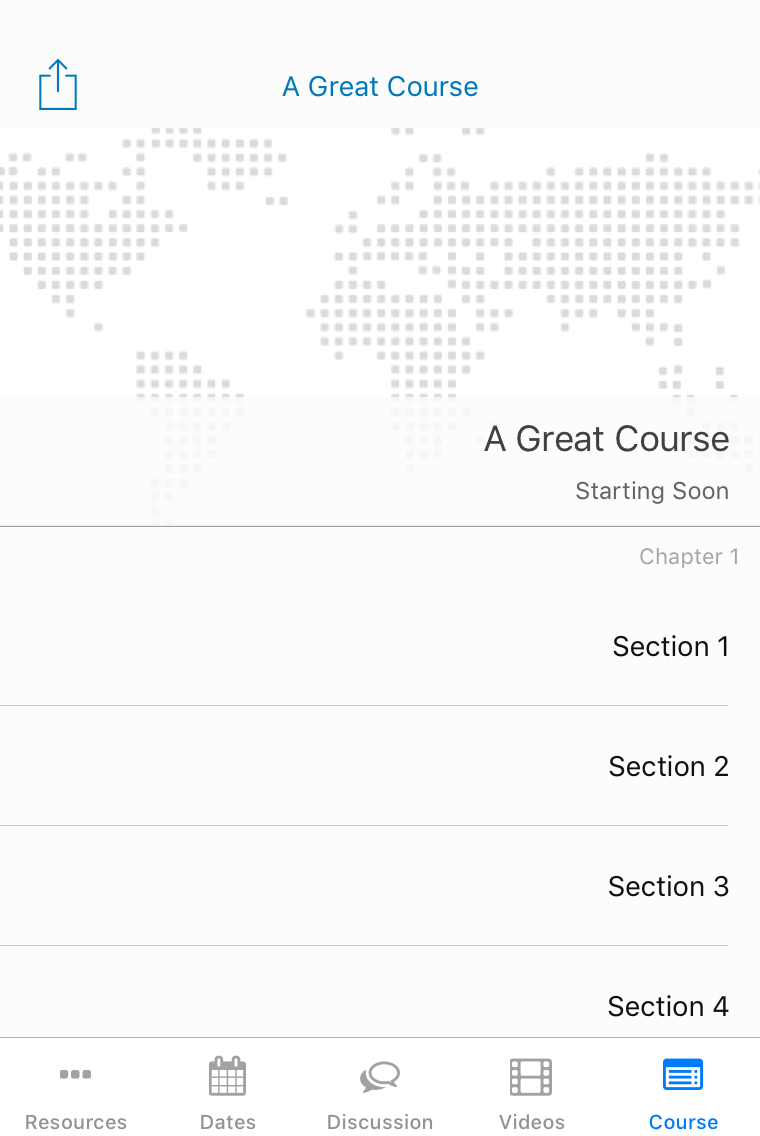 A Great Course
A Great Course
Starting Soon
Chapter 1
Section 1
Section 2
Section 3
Section 4
Resources
Dates
Discussion
Videos
Course